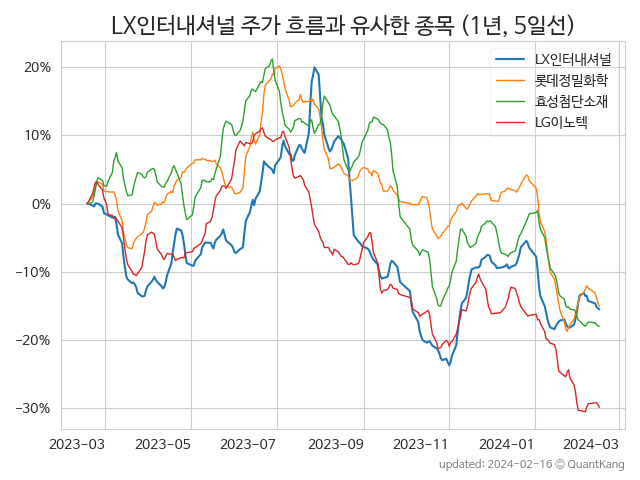 LX인터내셔널 주가 흐름과 유사한 종목 (1년, 5일선)
LX인터내셔널
롯데정밀화학
효성첨단소재
LG이노텍
20%
10%
0%
−10%
−20%
−30%
2023-03 2023-05 2023-07 2023-09 2023-11 2024-01 2024-03
updated: 2024-02-16 © QuantKang